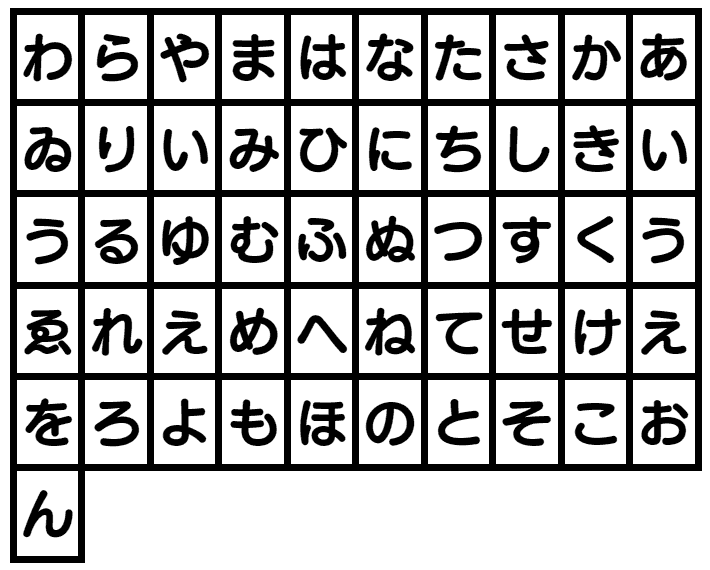 あいうえお
かきくけこ
さしすせそ
たちつてと
なにぬねの
はひふへほ
まみむめも
やいゆえよ
らりるれろ
わゐうゑをん